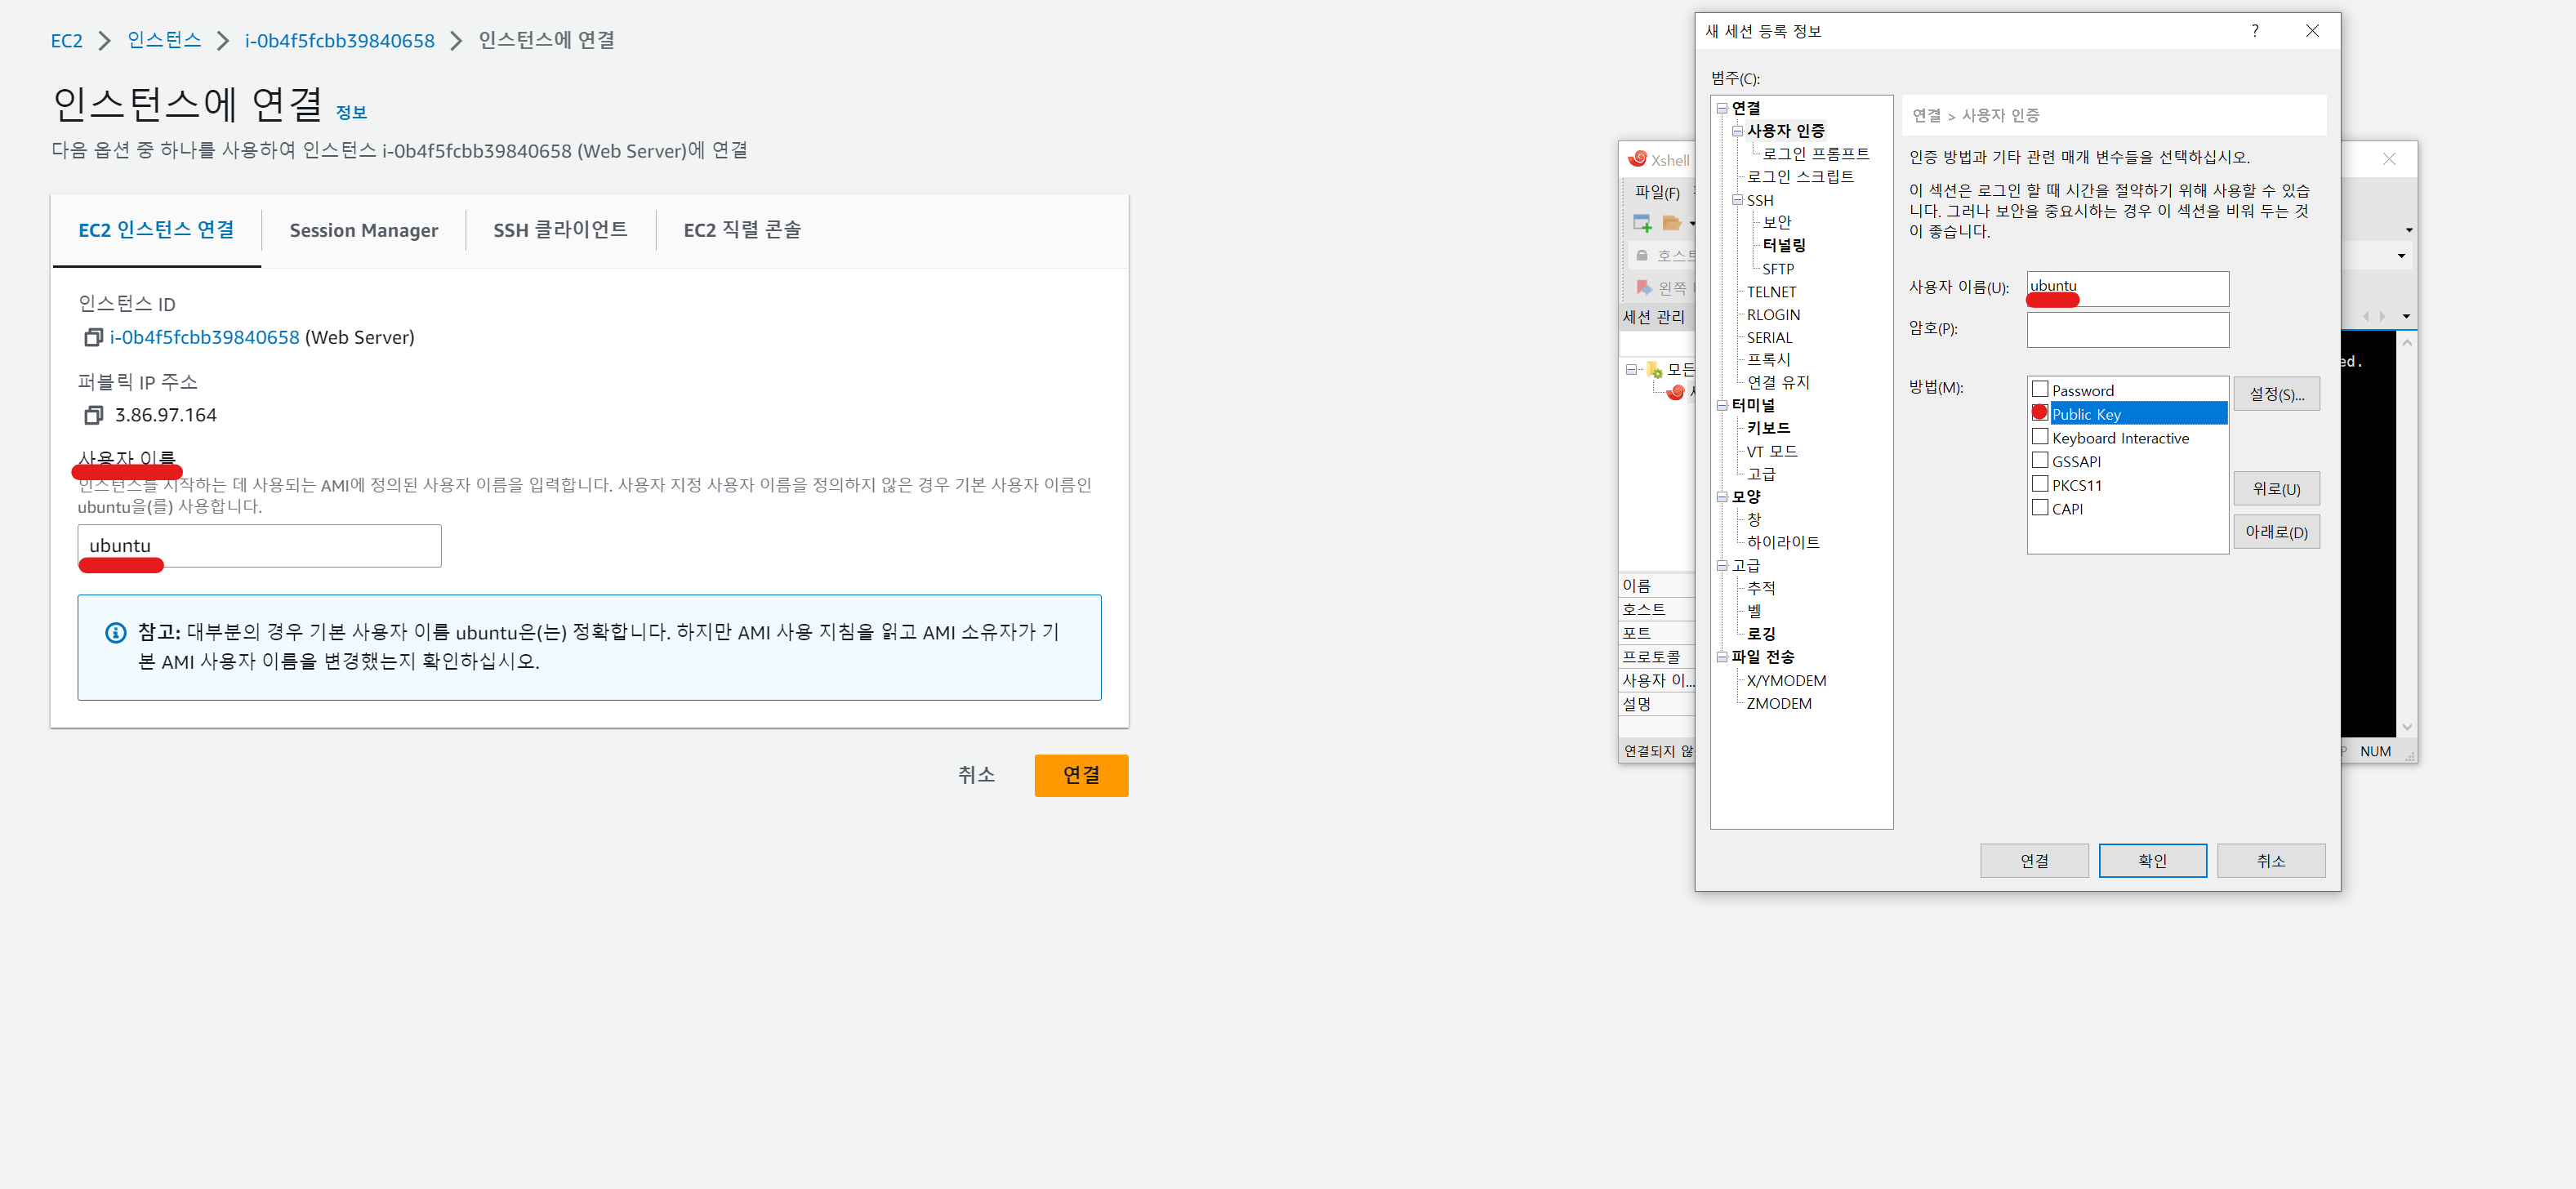 EC2 > 인스턴스 > i-0b4f5fcbb39840658 > 인스턴스에 연결
인스턴스에 연결 정보
다음 옵션 중 하나를 사용하여 인스턴스 i-0b4f5fcbb39840658 (Web Server)에 연결
EC2 인스턴스 연결
Session Manager
SSH 클라이언트
EC2 직렬 콘솔
인스턴스 ID
i-0b4f5fcbb39840658 (Web Server)
퍼블릭 IP 주소
3.86.97.164
사용자 이름
인스턴스를 시작하는 데 사용되는 AMI에 정의된 사용자 이름을 입력합니다. 사용자 지정 사용자 이름을 정의하지 않은 경우 기본 사용자 이름인
ubuntu을(를) 사용합니다.
ubuntu
참고: 대부분의 경우 기본 사용자 이름 ubuntu은(는) 정확합니다. 하지만 AMI 사용 지침을 읽고 AMI 소유자가 기
본 AMI 사용자 이름을 변경했는지 확인하십시오.
취소
연결
Xshell
파일(F)
호스트
왼쪽
세션 관리
모든
이름
호스트
포트
프로토콜
사용자 이...
설명
연결되지 않
ed.
NUM
새 세션 등록 정보
?
범주(C):
연결
사용자 인증
로그인 프롬프트
로그인 스크립트
SSH
보안
터널링
SFTP
TELNET
RLOGIN
SERIAL
프록시
연결 유지
터미널
키보드
VT 모드
고급
모양
창
하이라이트
고급
추적
벨
로깅
파일 전송
X/YMODEM
ZMODEM
연결 > 사용자 인증
인증 방법과 기타 관련 매개 변수들을 선택하십시오.
이 섹션은 로그인 할 때 시간을 절약하기 위해 사용할 수 있습
니다. 그러나 보안을 중요시하는 경우 이 섹션을 비워 두는 것
이 좋습니다.
사용자 이름(U):
ubuntu
암호(P):
방법(M):
Password
Public Key
Keyboard Interactive
GSSAPI
PKCS11
CAPI
설정(S)...
위로(U)
아래로(D)
연결
확인
취소